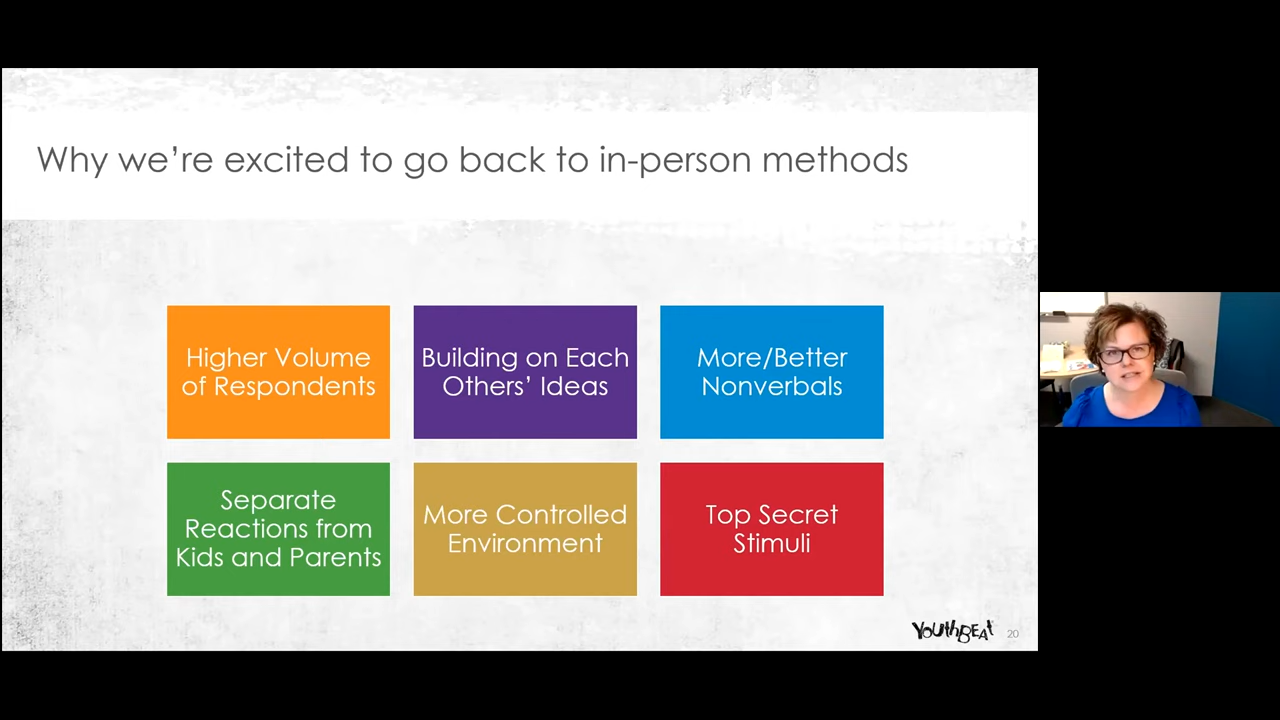 Why we’re excited to go back to in-person methods
Higher Volume
of Respondents
Building on Each
Others’ Ideas
More/Better
Nonverbals
Separate
Reactions from
Kids and Parents
More Controlled
Environment
Top Secret
Stimuli
YouthBEAt
20